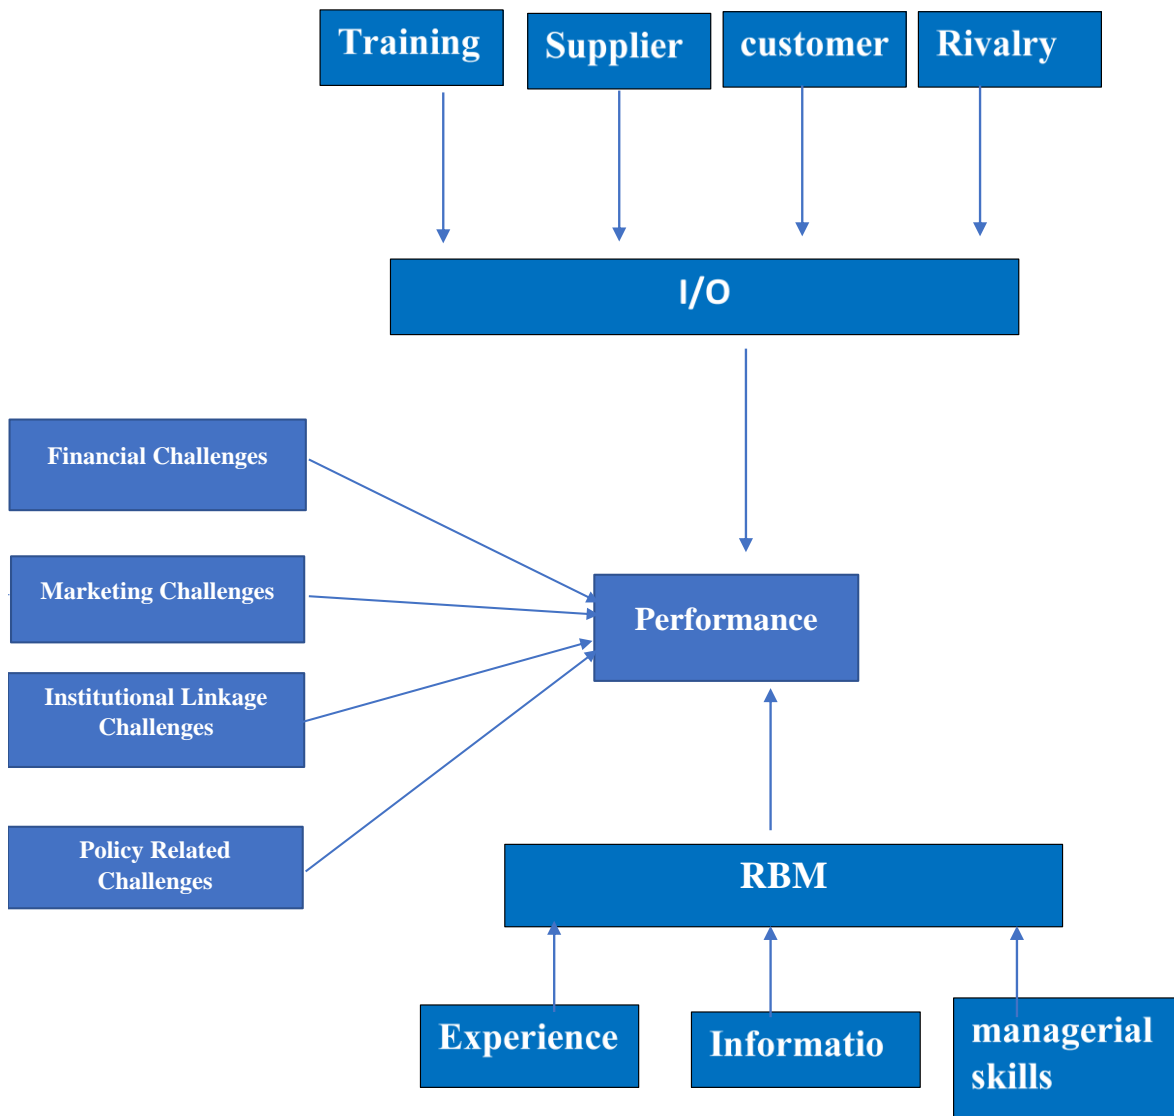 Training
Supplier
customer
Rivalry
I/O
Financial Challenges
Marketing Challenges
Performance
Institutional Linkage
Challenges
Policy Related
Challenges
RBM
Experience
Informatio
managerial
skills